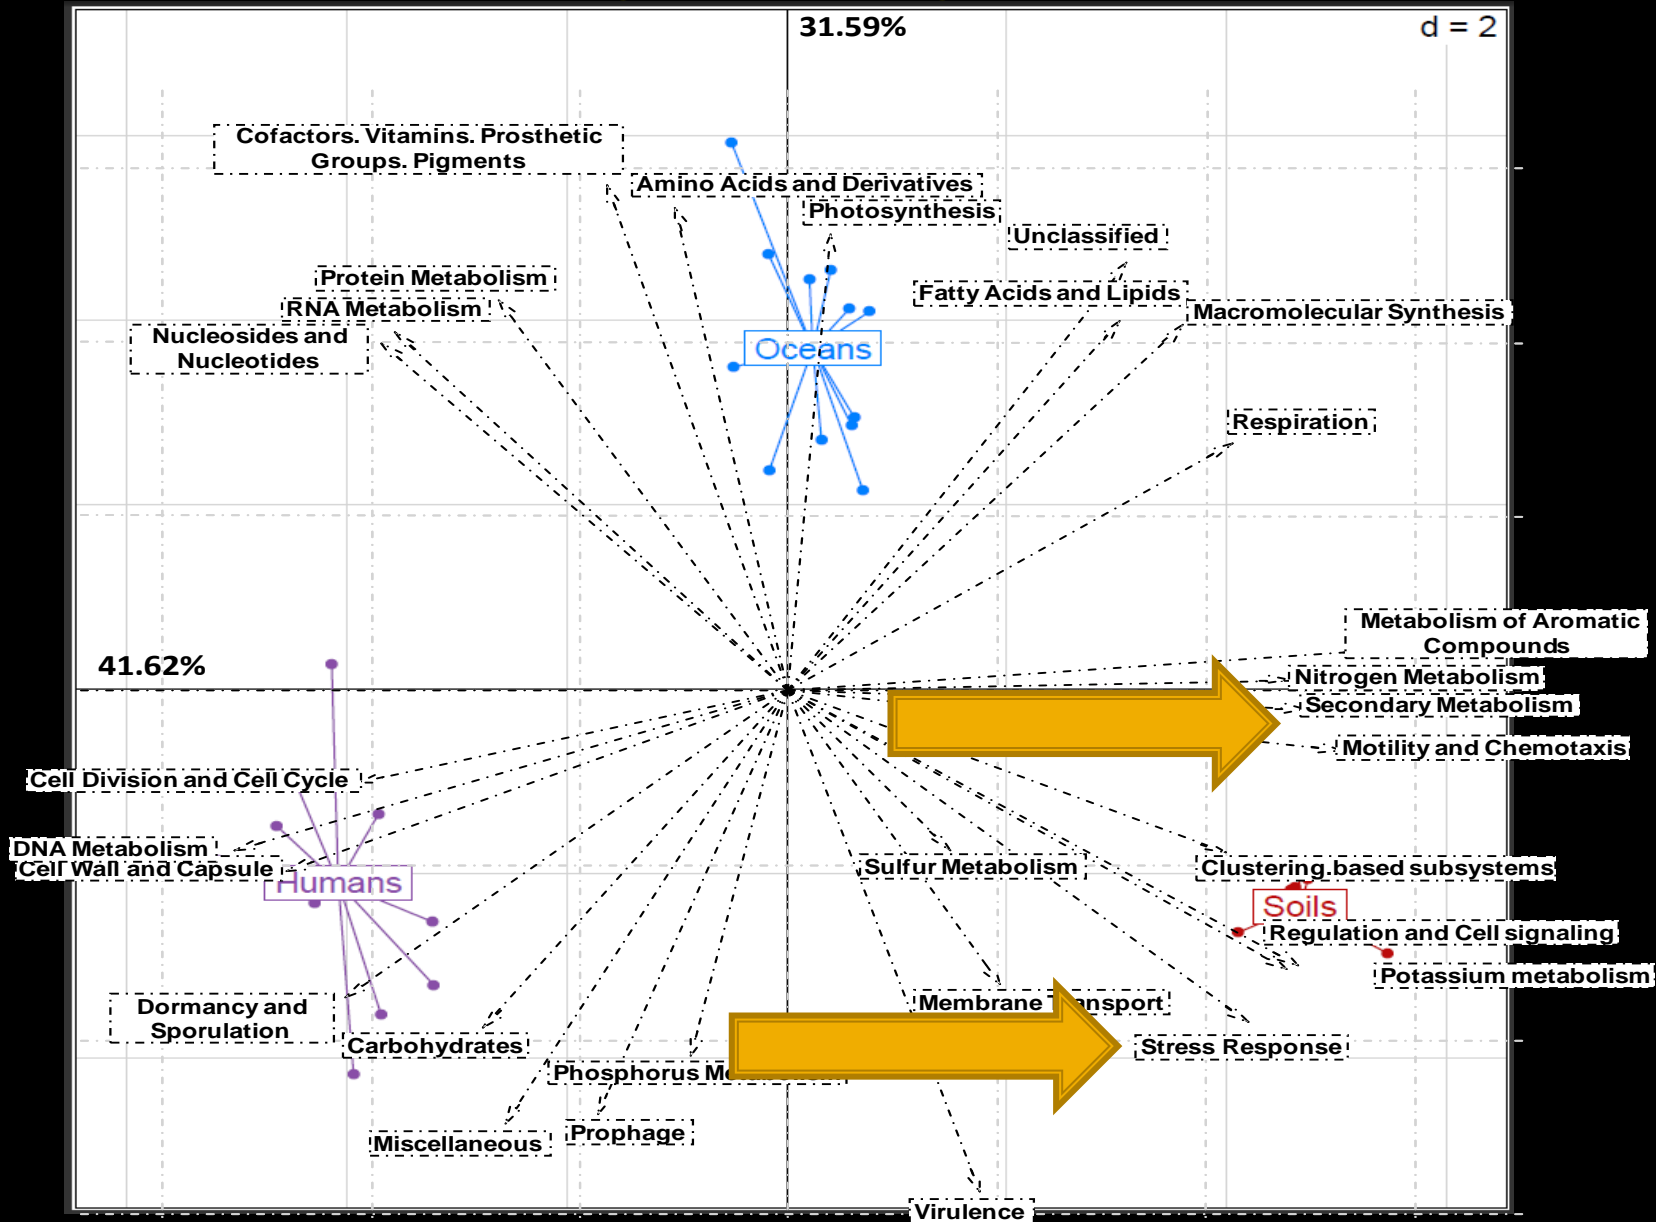 31.59%
d = 2
Cofactors. Vitamins. Prosthetic
Groups. Pigments
Amino Acids and Derivatives
Photosynthesis
Unclassified
Protein Metabolism
RNA Metabolism
Fatty Acids and Lipids
Macromolecular Synthesis
Nucleosides and
Nucleotides
Oceans
Respiration
Metabolism of Aromatic
Compounds
41.62%
Nitrogen Metabolism
Secondary Metabolism
Motility and Chemotaxis
Cell Division and Cell Cycle
DNA Metabolism
Cell Wall and Capsule
Humans
Sulfur Metabolism
Clustering.based subsystems
Soils
Regulation and Cell signaling
Potassium metabolism
Dormancy and
Sporulation
Membrane
Carbohydrates
Stress Response
Phosphorus
Miscellaneous
Prophage
Virulence